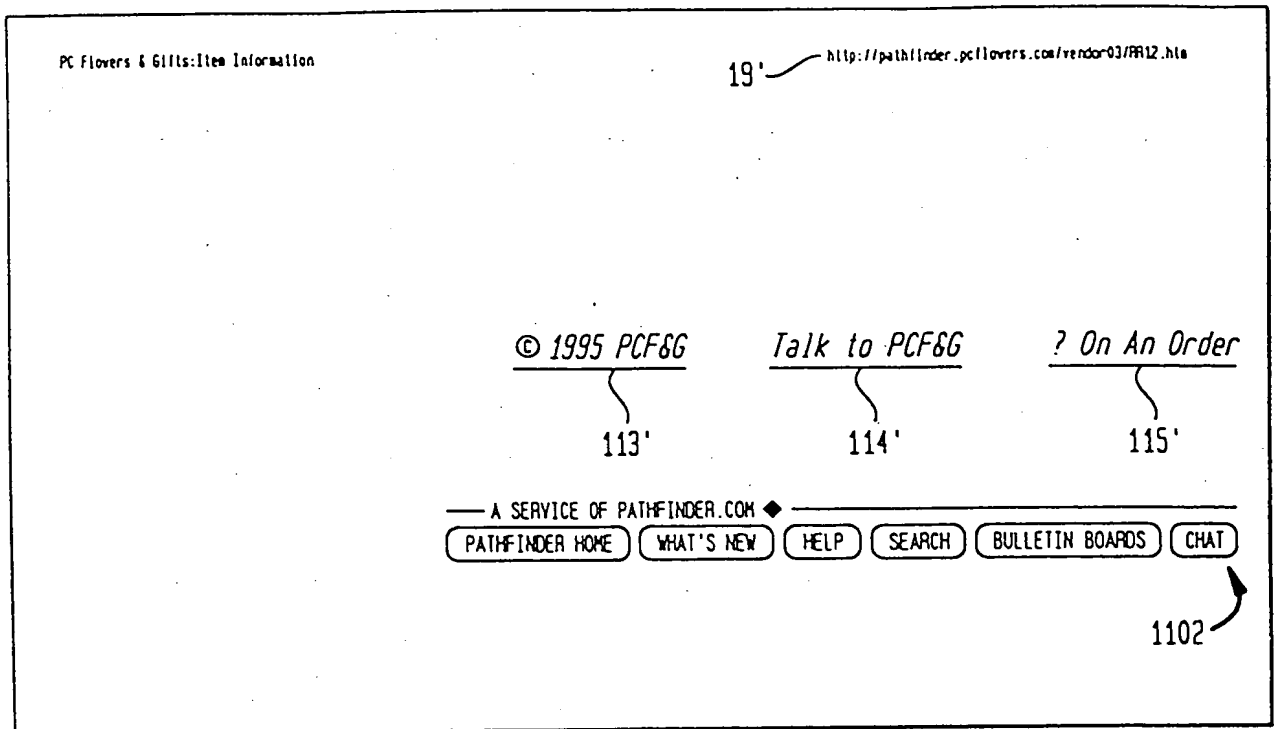 PC Flowers & Gifts:Item Information
19' http://pathfinder.pcflowers.com/vendor03/RR12.htm
© 1995 PCF&G Talk to PCF&G ? On An Order
113' 114' 115'
A SERVICE OF PATHFINDER.COM
PATHFINDER HOME WHAT'S NEW HELP SEARCH BULLETIN BOARDS CHAT
1102